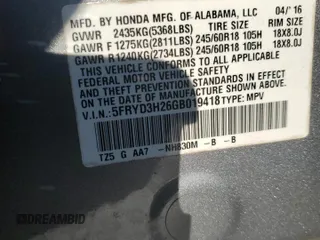 MFD. BY HONDA MFG. OF ALABAMA, LLC 04/16
GVWR 2435KG(5368LBS) TIRE SIZE RIM SIZE
GAWR F 1275KG(2811LBS) 245/60R18 105H 18X8.0J
GAWR R 1240KG(2734LBS) 245/60R18 105H 18X8.0J
THIS VEHICLE CONFORMS TO ALL APPLICABLE
FEDERAL MOTOR VEHICLE SAFETY AND THEFT
PREVENTION STANDARDS IN EFFECT ON THE
DATE OF MANUFACTURE SHOWN ABOVE.
V.I.N.: 5FRYD3H26GB019418 TYPE: MPV
TZ5 G AA7 -NH830M -B -B
DREAMBID